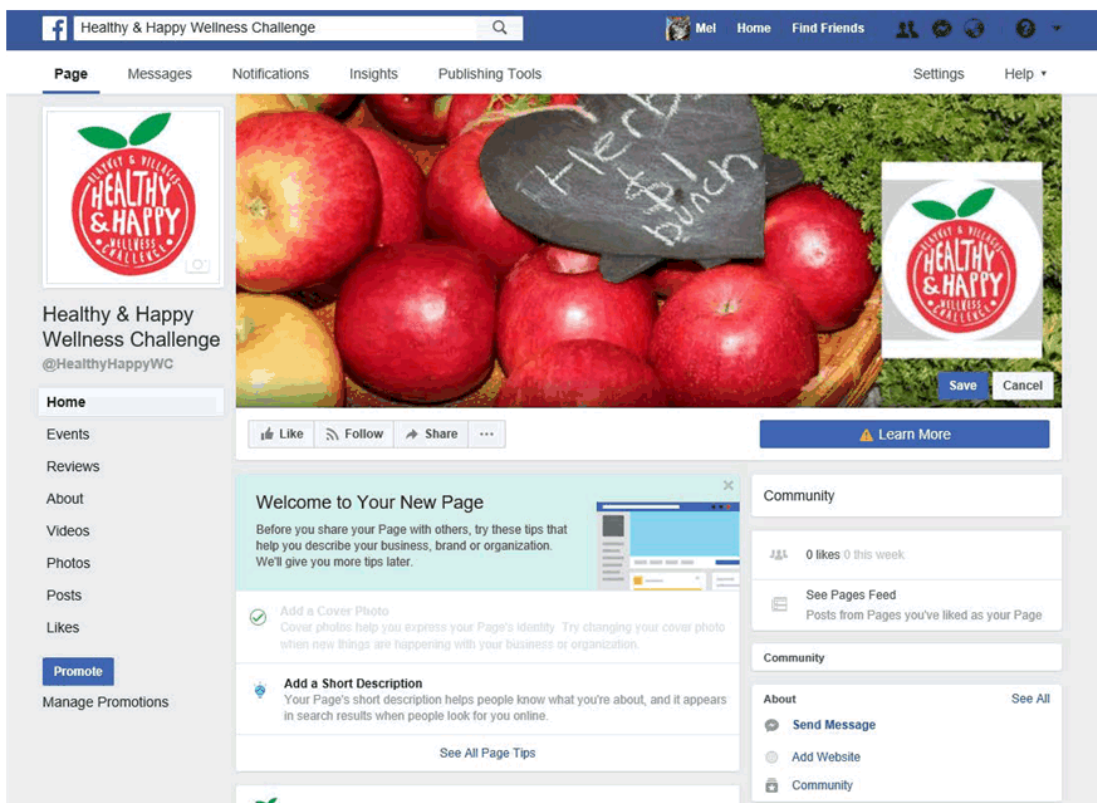 Healthy & Happy Wellness Challenge
Mel Home Find Friends
Page Messages Notifications Insights Publishing Tools Settings Help
HEALTHY
& HAPPY
WELLNESS
CHALLENGE
Herbs
$1
bunch
& VILLAGES
HEALTHY
& HAPPY
WELLNESS
CHALLENGE
Save Cancel
Healthy & Happy
Wellness Challenge
@HealthyHappyWC
Home
Events
Reviews
About
Videos
Photos
Posts
Likes
Promote
Manage Promotions
Like Follow Share ...
Learn More
Welcome to Your New Page
Before you share your Page with others, try these tips that
help you describe your business, brand or organization.
We'll give you more tips later.
Add a Cover Photo
Cover photos help you express your Page's identity. Try changing your cover photo
when new things are happening with your business or organization.
Add a Short Description
Your Page's short description helps people know what you're about, and it appears
in search results when people look for you online.
See All Page Tips
Community
0 likes 0 this week
See Pages Feed
Posts from Pages you've liked as your Page
Community
About See All
Send Message
Add Website
Community